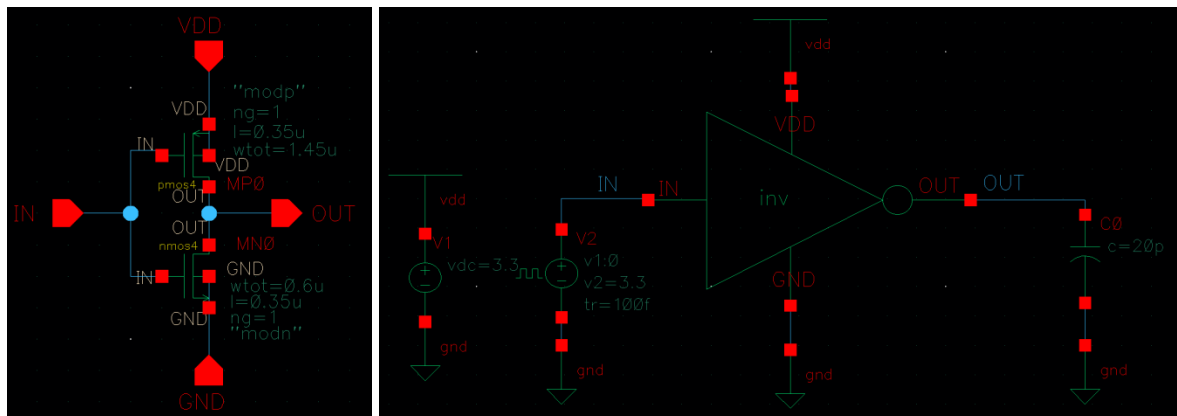 VDD
"modp"
ng=1
l=0.35u
wtot=1.45u
VDD
IN
VDD
pmos4
MP0
OUT
IN
OUT
OUT
nmos4
MN0
GND
IN
wtot=0.6u
l=0.35u
ng=1
"modn"
GND
GND
vdd
VDD
IN
IN
inv
OUT
OUT
vdd
V1
vdc=3.3
V2
v1:0
v2=3.3
tr=100f
C0
c=20p
GND
gnd
gnd
gnd
gnd